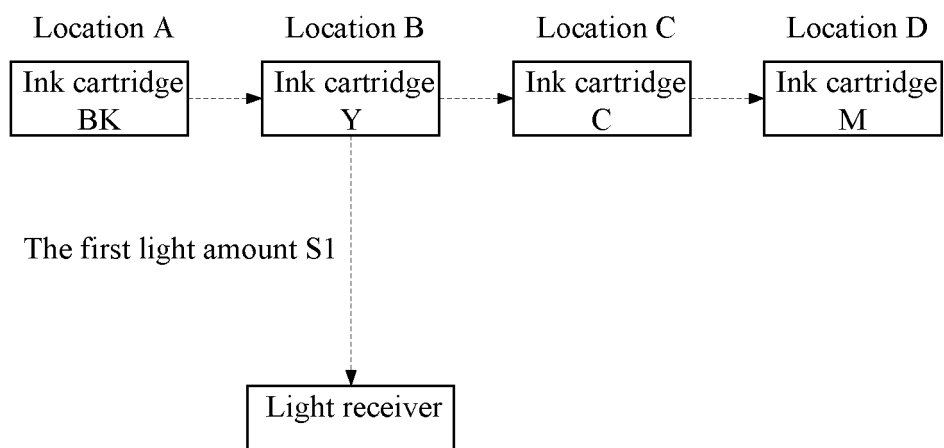 Location A
Location B
Location C
Location D
Ink cartridge
BK
Ink cartridge
Y
Ink cartridge
C
Ink cartridge
M
The first light amount S1
Light receiver